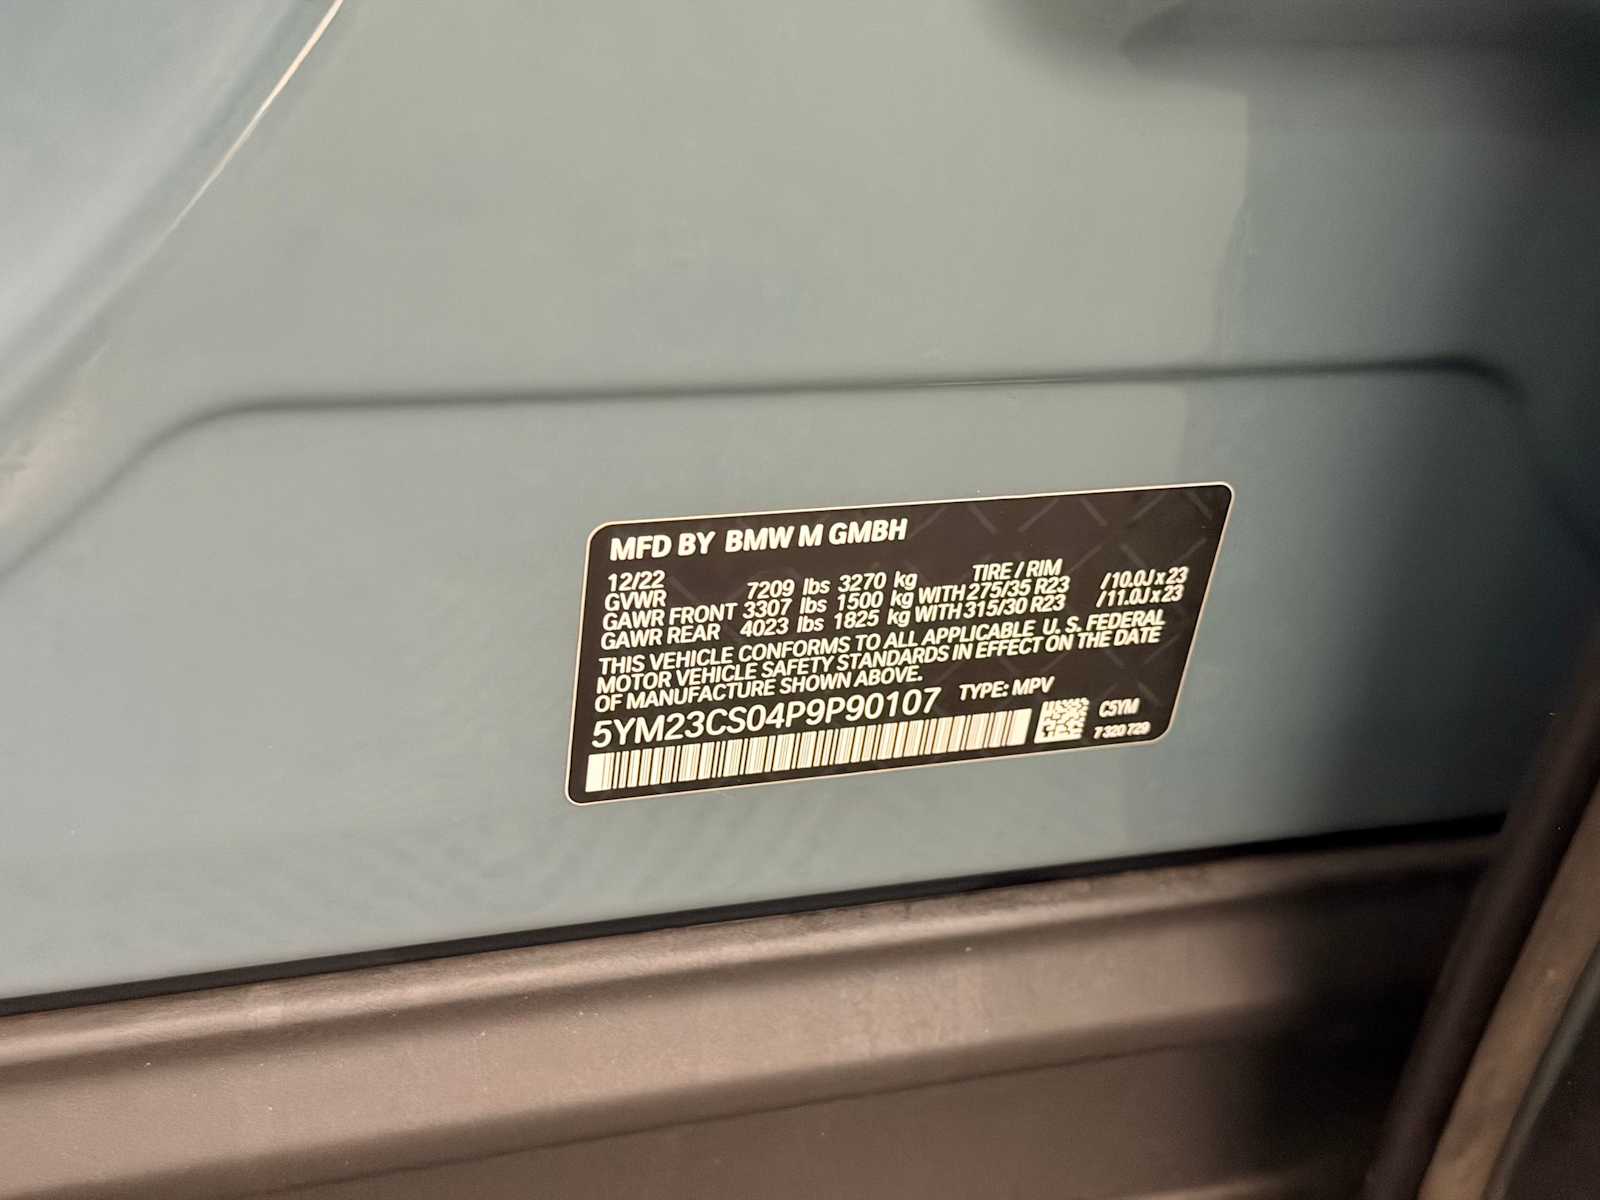 MFD BY BMW M GMBH
12/22 TIRE / RIM
GVWR 7209 lbs 3270 kg
GAWR FRONT 3307 lbs 1500 kg WITH 275/35 R23 /10.0J x 23
GAWR REAR 4023 lbs 1825 kg WITH 315/30 R23 /11.0J x 23
THIS VEHICLE CONFORMS TO ALL APPLICABLE U. S. FEDERAL
MOTOR VEHICLE SAFETY STANDARDS IN EFFECT ON THE DATE
OF MANUFACTURE SHOWN ABOVE.
5YM23CS04P9P90107 TYPE: MPV
C5YM
7 320 729